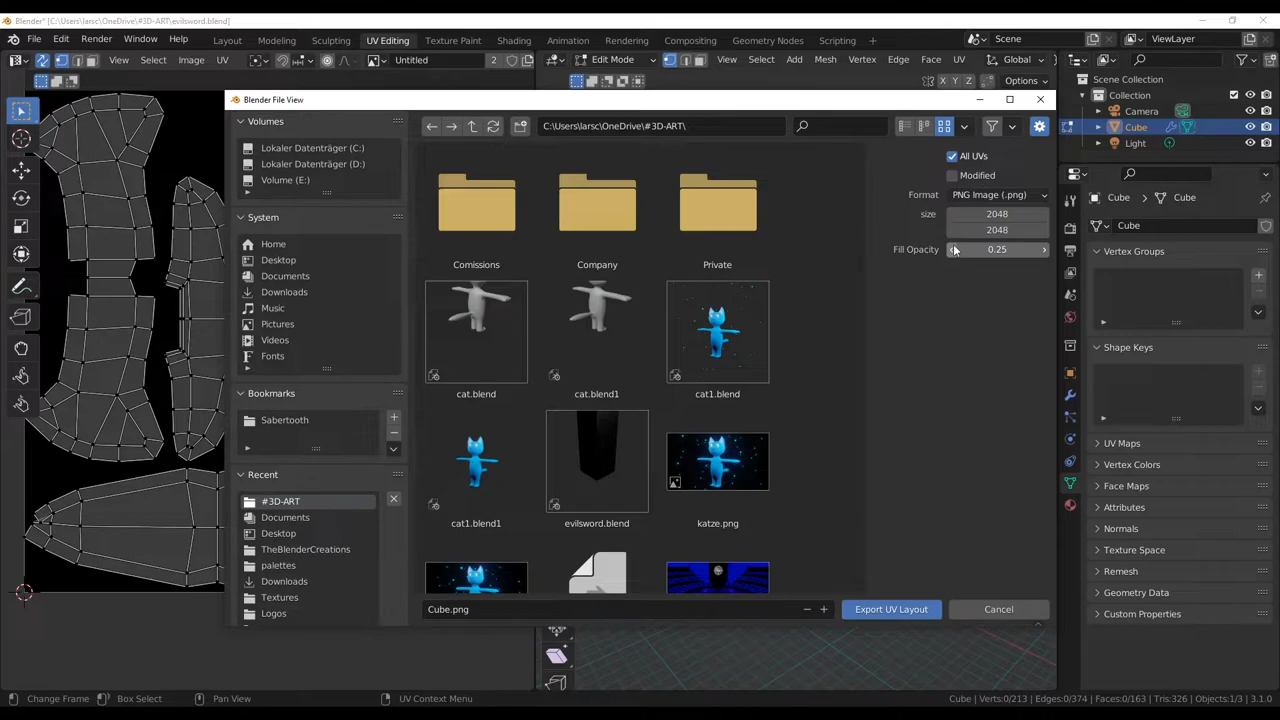 Blender* [C:\Users\larsc\OneDrive\#3D-ART\evilsword.blend]
File Edit Render Window Help Layout Modeling Sculpting UV Editing Texture Paint Shading Animation Rendering Compositing Geometry Nodes Scripting + Scene ViewLayer
View Select Image UV Untitled 2 Edit Mode View Select Add Mesh Vertex Edge Face UV Global
X Y Z Options
Scene Collection
Collection
Camera
Cube
Light
Blender File View
Volumes
Lokaler Datenträger (C:)
Lokaler Datenträger (D:)
Volume (E:)
System
Home
Desktop
Documents
Downloads
Music
Pictures
Videos
Fonts
Bookmarks
Sabertooth
Recent
#3D-ART
Documents
Desktop
TheBlenderCreations
palettes
Downloads
Textures
Logos
C:\Users\larsc\OneDrive\#3D-ART\
Comissions Company Private
cat.blend cat.blend1 cat1.blend
cat1.blend1 evilsword.blend katze.png
Cube.png
Export UV Layout Cancel
All UVs
Modified
Format PNG Image (.png)
size 2048
2048
Fill Opacity 0.25
Cube Cube
Cube
Vertex Groups
Shape Keys
UV Maps
Vertex Colors
Face Maps
Attributes
Normals
Texture Space
Remesh
Geometry Data
Custom Properties
Change Frame Box Select Pan View UV Context Menu Cube | Verts:0/213 | Edges:0/374 | Faces:0/163 | Tris:326 | Objects:1/3 | 3.1.0